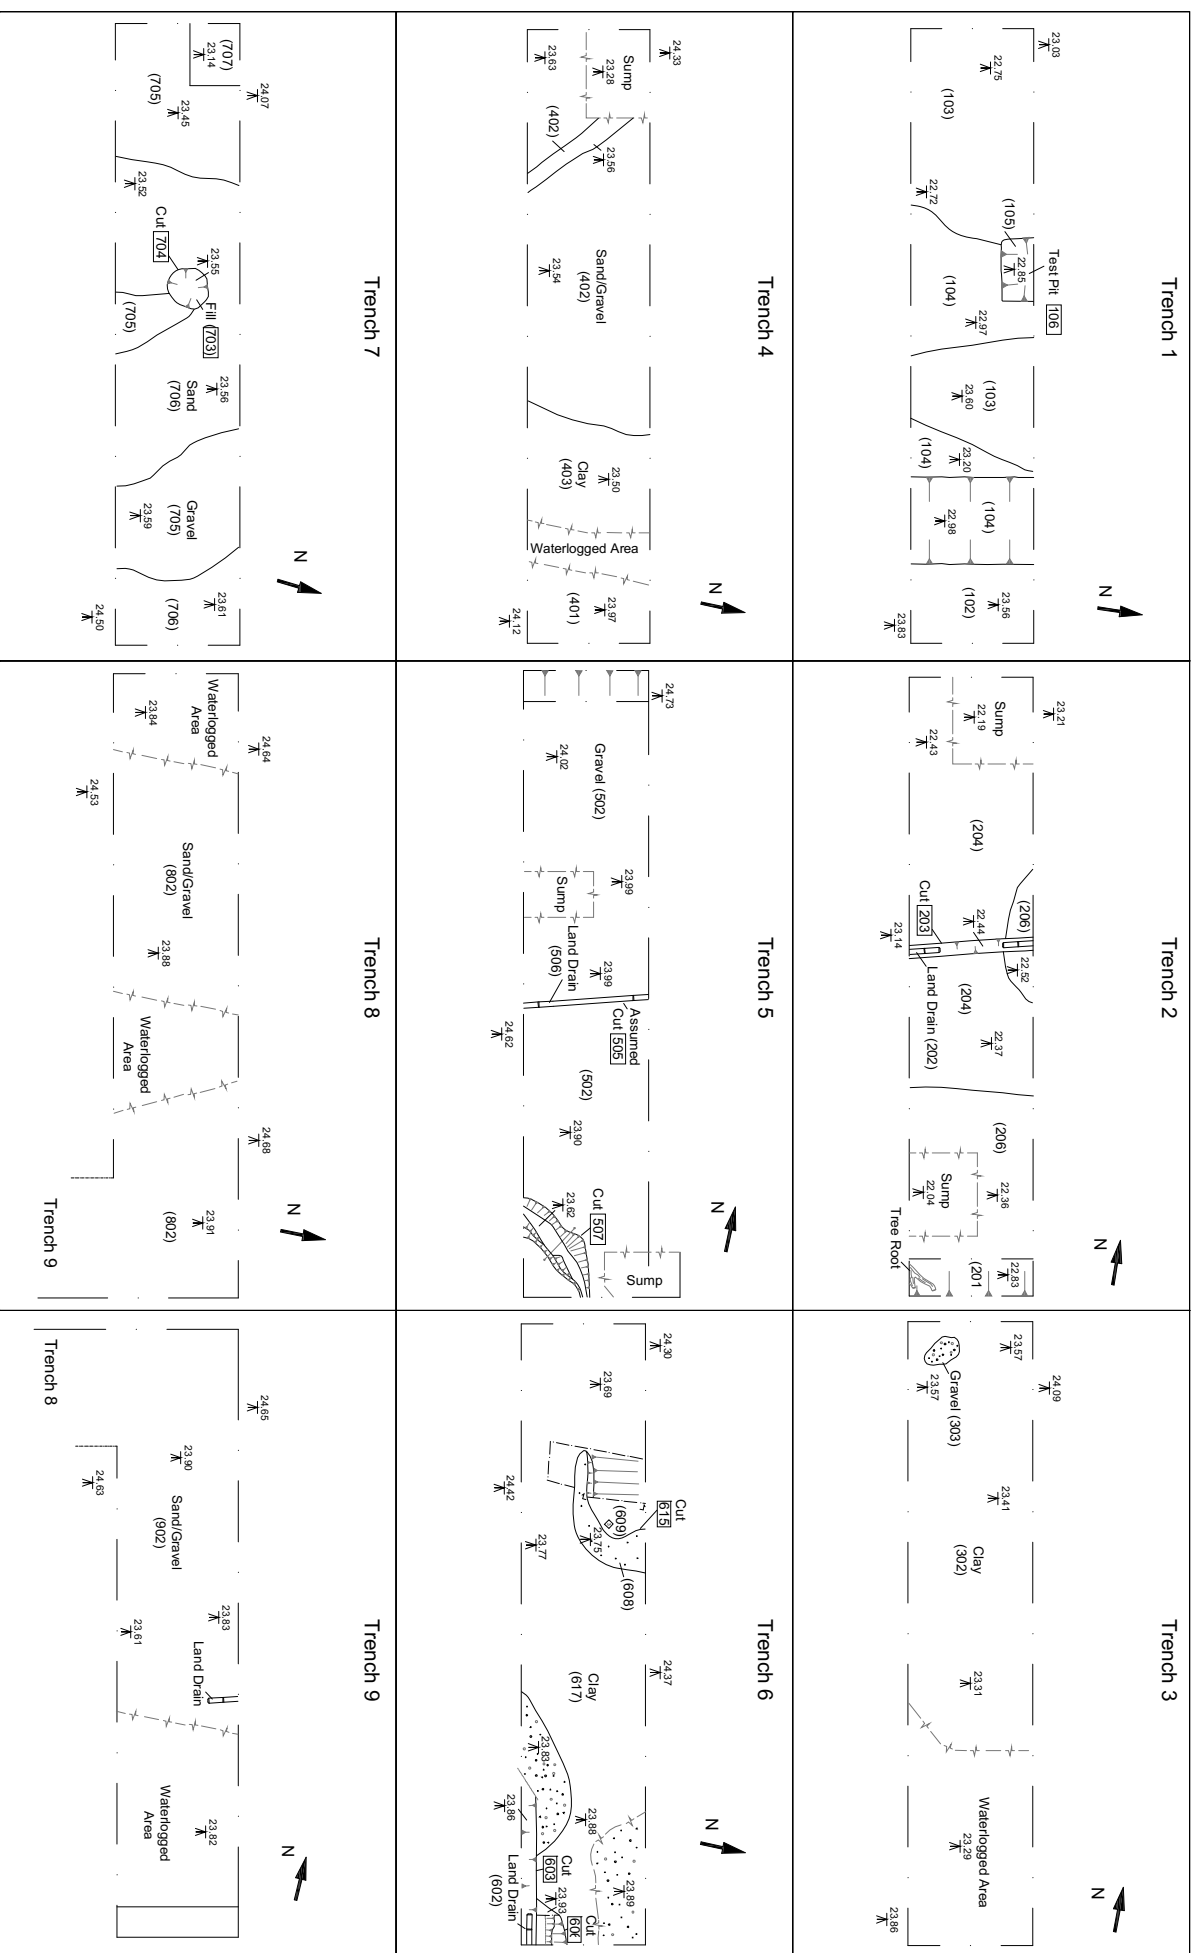 Trench 1
23.03
22.75
(103)
22.72
(105)
22.85
Test Pit 106
(104)
22.97
(103)
23.60
23.20
(104)
(104)
22.98
(102)
23.56
23.83
N
Trench 2
23.21
Sump
22.19
22.43
(204)
Cut 203
22.44
(206)
23.14
22.52
Land Drain (202)
(204)
22.37
(206)
Sump
22.04
22.36
Tree Root
(201
22.83
N
Trench 3
23.57
24.09
23.57
Gravel (303)
23.41
Clay
(302)
23.31
Waterlogged Area
23.29
23.86
N
Trench 4
24.33
Sump
23.28
23.63
(402)
23.56
Sand/Gravel
(402)
23.54
Clay
(403)
23.50
Waterlogged Area
(401)
23.97
24.12
N
Trench 5
24.73
24.02
Gravel (502)
Sump
23.99
Land Drain
(506)
23.99
24.62
Assumed
Cut 505
(502)
23.90
23.62
Cut 507
Sump
N
Trench 6
24.30
23.69
24.42
Cut
615
(609)
23.75
23.77
(608)
Clay
(617)
24.37
23.83
23.86
23.88
Cut
603
23.89
23.93
Land Drain
(602)
Cut
N
Trench 7
(707)
23.14
24.07
(705)
23.45
23.52
Cut 704
23.55
Fill (703)
(705)
23.56
Sand
(706)
Gravel
(705)
23.59
(706)
23.61
24.50
N
Trench 8
Waterlogged
Area
23.84
24.64
24.53
Sand/Gravel
(802)
23.88
Waterlogged
Area
24.68
23.91
(802)
Trench 9
N
Trench 9
Trench 8
24.65
23.90
24.63
Sand/Gravel
(902)
23.83
23.61
Land Drain
Waterlogged
Area
23.82
N